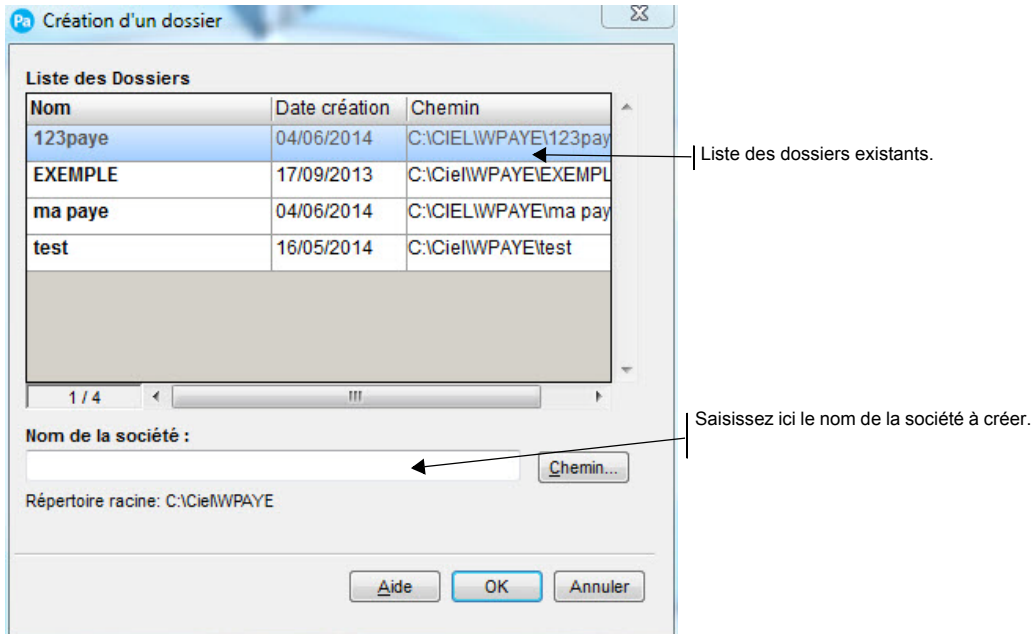 Pa Création d'un dossier
Liste des Dossiers
Nom Date création Chemin
123paye 04/06/2014 C:\CIEL\WPAYE\123pay
EXEMPLE 17/09/2013 C:\Ciel\WPAYE\EXEMPL
ma paye 04/06/2014 C:\CIEL\WPAYE\ma pay
test 16/05/2014 C:\Ciel\WPAYE\test
Liste des dossiers existants.
1 / 4
Saisissez ici le nom de la société à créer.
Nom de la société :
Chemin...
Répertoire racine: C:\Ciel\WPAYE
Aide OK Annuler